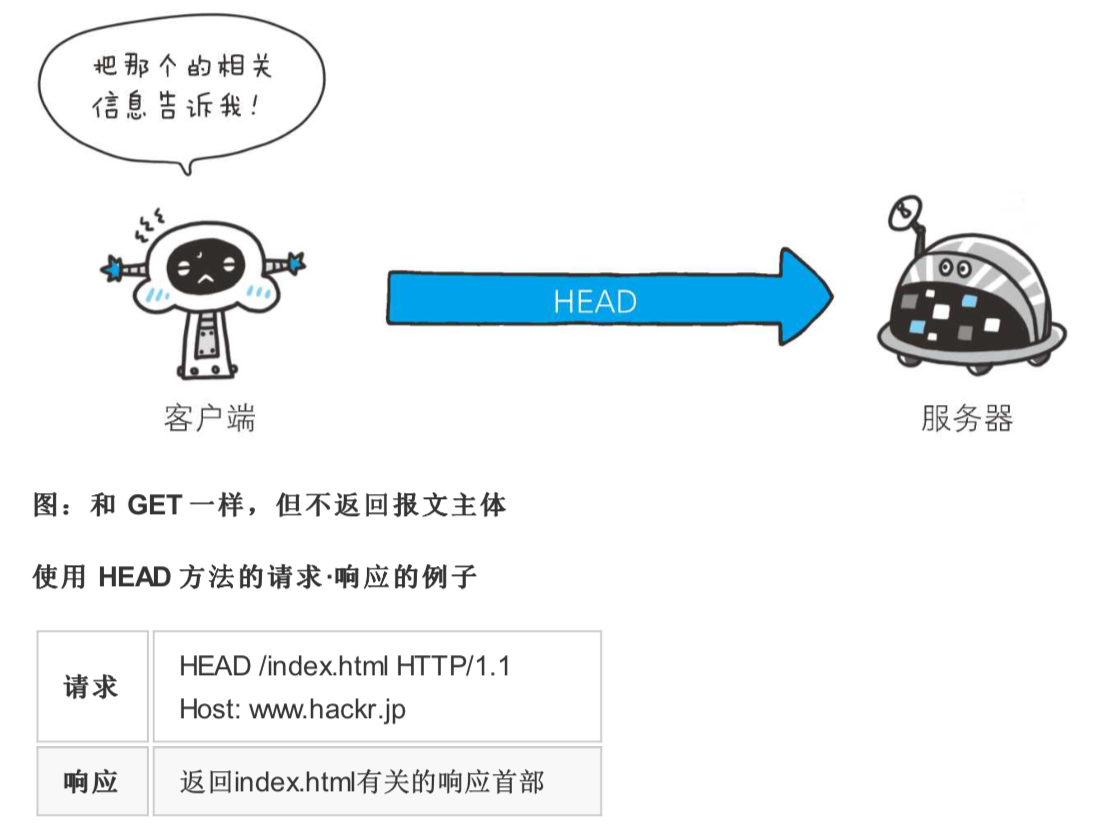 把那个的相关
信息告诉我!
HEAD
客户端
服务器
图：和 GET 一样，但不返回报文主体
使用 HEAD 方法的请求·响应的例子
请求
HEAD /index.html HTTP/1.1
Host: www.hackr.jp
响应
返回index.html有关的响应首部